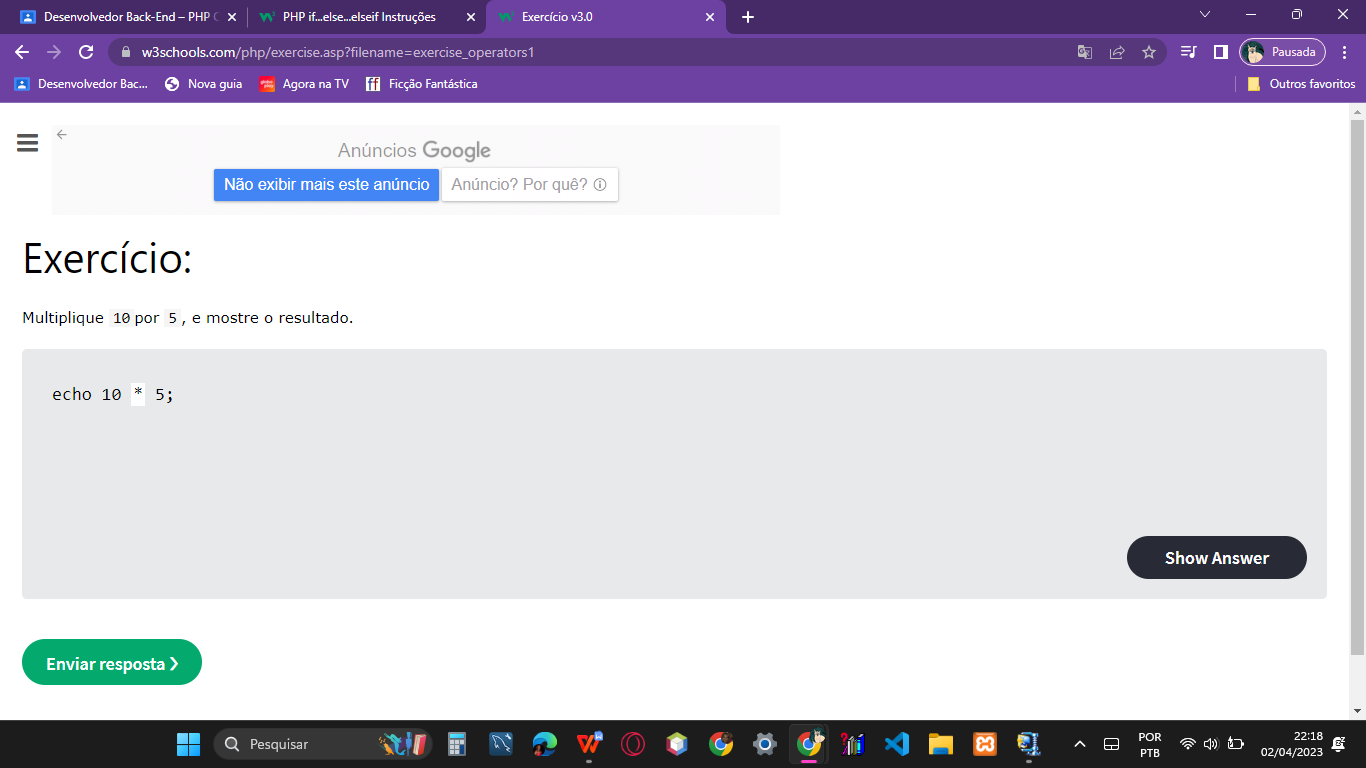 Desenvolvedor Back-End – PHP
PHP if...else...elseif Instruções
Exercício v3.0
w3schools.com/php/exercise.asp?filename=exercise_operators1
Pausada
Desenvolvedor Bac...
Nova guia
Agora na TV
ff Ficção Fantástica
Outros favoritos
Anúncios Google
Não exibir mais este anúncio
Anúncio? Por quê?
Exercício:
Multiplique 10 por 5 , e mostre o resultado.
echo 10 * 5;
Show Answer
Enviar resposta ❯
Pesquisar
POR
PTB
22:18
02/04/2023